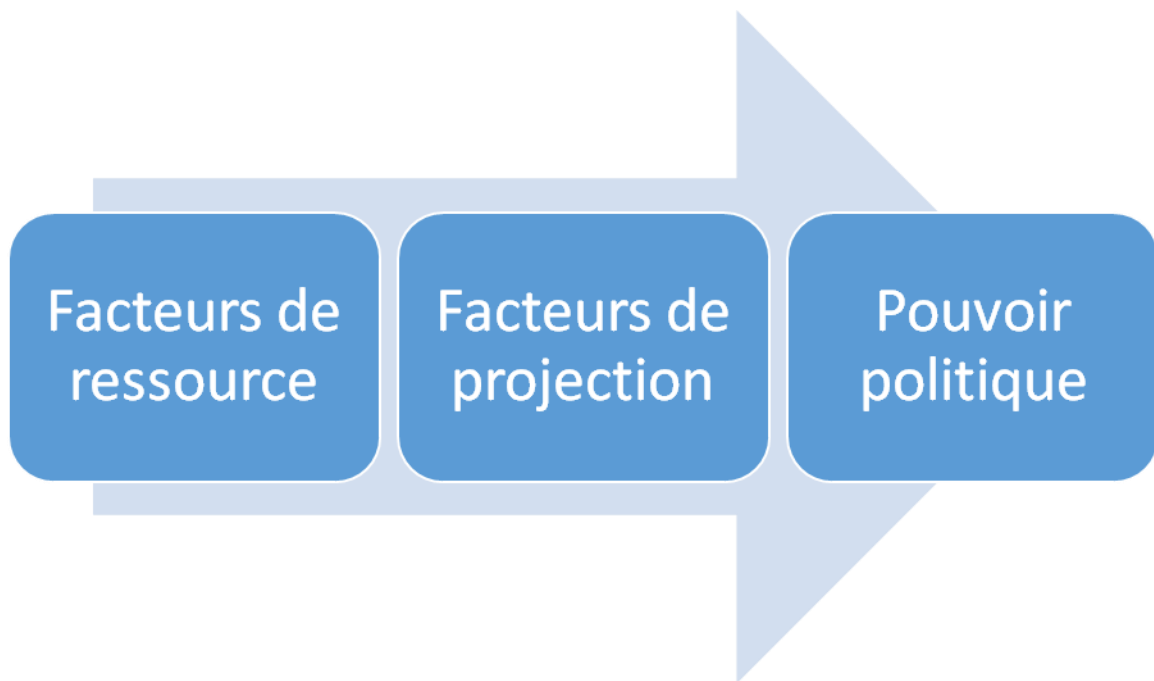 Facteurs de
ressource
Facteurs de
projection
Pouvoir
politique